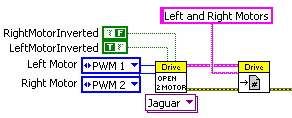 Left and Right Motors
RightMotorInverted
F
LeftMotorInverted
T
Left Motor
PWM 1
Right Motor
PWM 2
Drive
OPEN
2 MOTOR
Jaguar
Drive
#